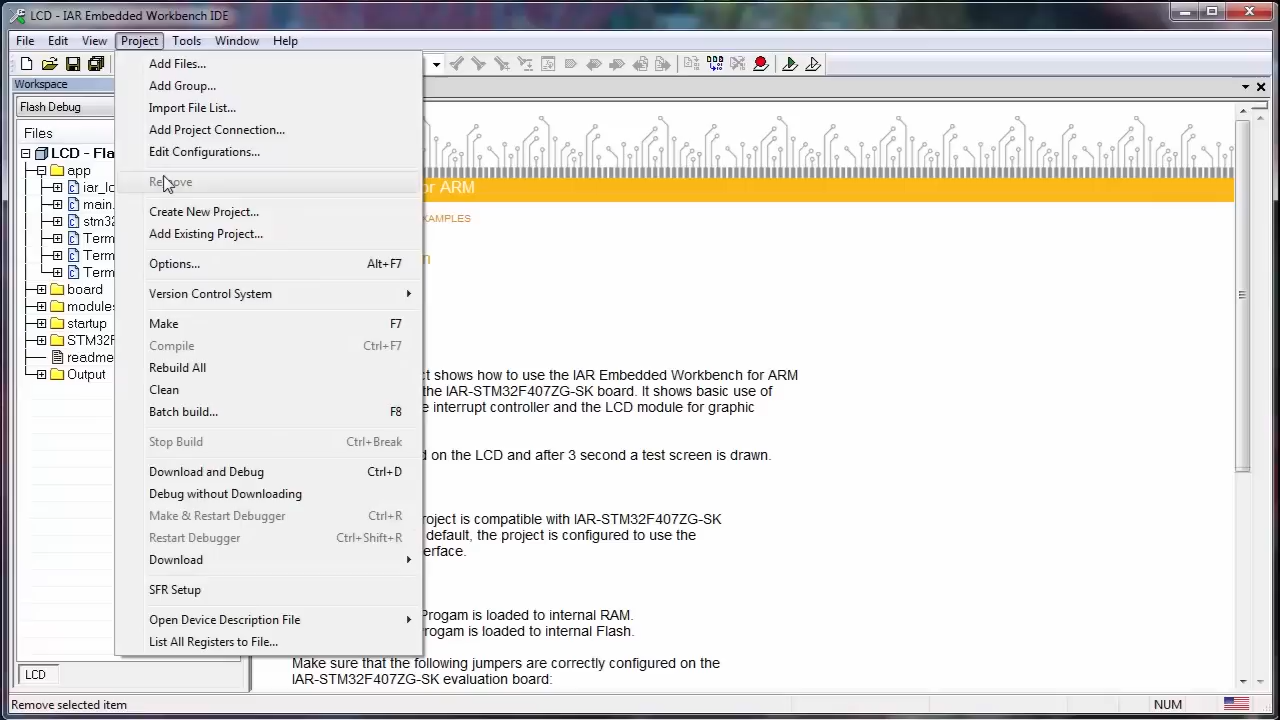 LCD - IAR Embedded Workbench IDE
File Edit View Project Tools Window Help
Workspace
Flash Debug
Files
LCD - Fla
app
iar_lo
main.
stm32
Term
Term
Term
board
modules
startup
STM32F
readme
Output
LCD
Add Files...
Add Group...
Import File List...
Add Project Connection...
Edit Configurations...
Remove
Create New Project...
Add Existing Project...
Options... Alt+F7
Version Control System
Make F7
Compile Ctrl+F7
Rebuild All
Clean
Batch build... F8
Stop Build Ctrl+Break
Download and Debug Ctrl+D
Debug without Downloading
Make & Restart Debugger Ctrl+R
Restart Debugger Ctrl+Shift+R
Download
SFR Setup
Open Device Description File
List All Registers to File...
or ARM
XAMPLES
n
ct shows how to use the IAR Embedded Workbench for ARM
the IAR-STM32F407ZG-SK board. It shows basic use of
e interrupt controller and the LCD module for graphic
d on the LCD and after 3 second a test screen is drawn.
roject is compatible with IAR-STM32F407ZG-SK
default, the project is configured to use the
erface.
Progam is loaded to internal RAM.
rogam is loaded to internal Flash.
Make sure that the following jumpers are correctly configured on the
IAR-STM32F407ZG-SK evaluation board:
Remove selected item NUM